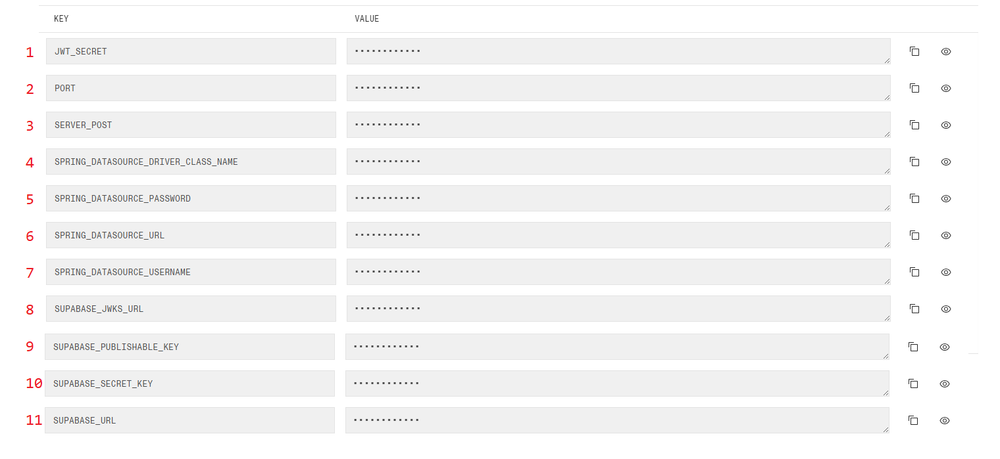 KEY VALUE
1 JWT_SECRET ············
2 PORT ············
3 SERVER_POST ············
4 SPRING_DATASOURCE_DRIVER_CLASS_NAME ············
5 SPRING_DATASOURCE_PASSWORD ············
6 SPRING_DATASOURCE_URL ············
7 SPRING_DATASOURCE_USERNAME ············
8 SUPABASE_JWKS_URL ············
9 SUPABASE_PUBLISHABLE_KEY ············
10 SUPABASE_SECRET_KEY ············
11 SUPABASE_URL ············